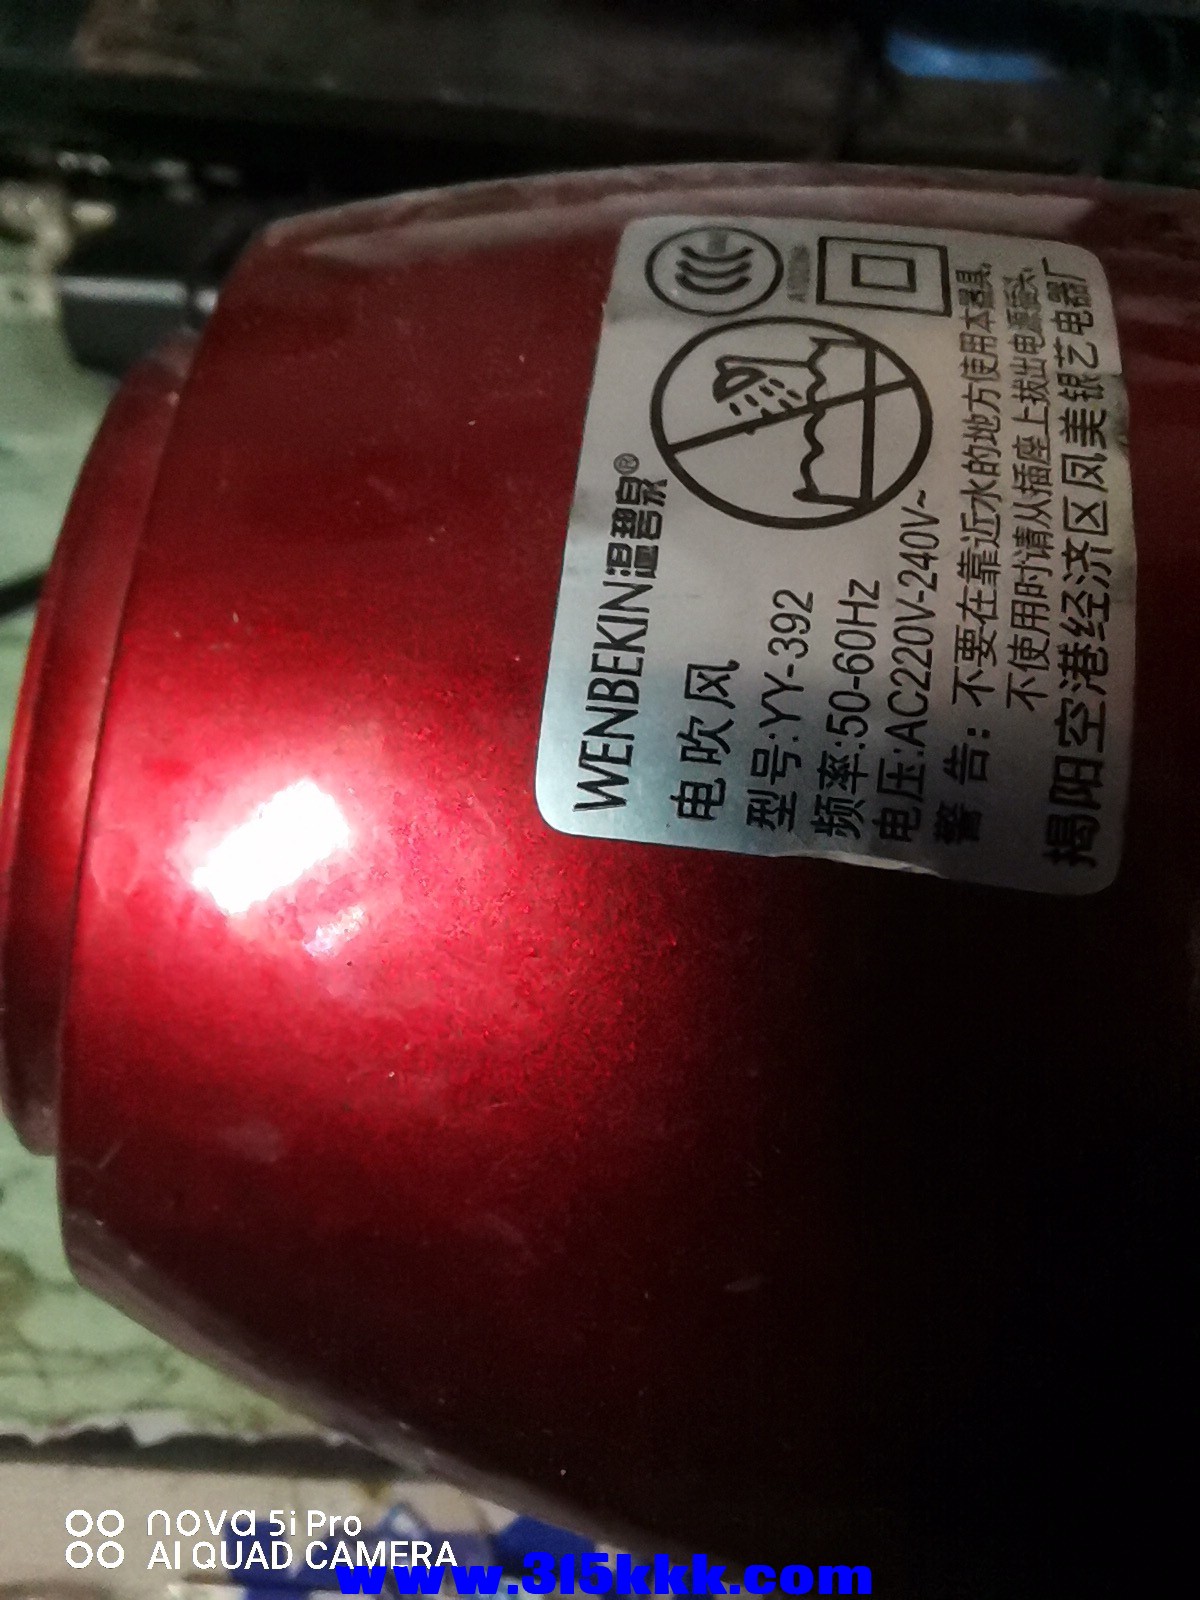 WENBEKIN温碧泉®
电吹风
型号:YY-392
频率:50-60Hz
电压:AC220V-240V~
警告:不要在靠近水的地方使用本器具,
不使用时请从插座上拔出电源插头
揭阳空港经济区凤美银艺电器厂
nova 5i Pro
AI QUAD CAMERA
www.315kkk.com